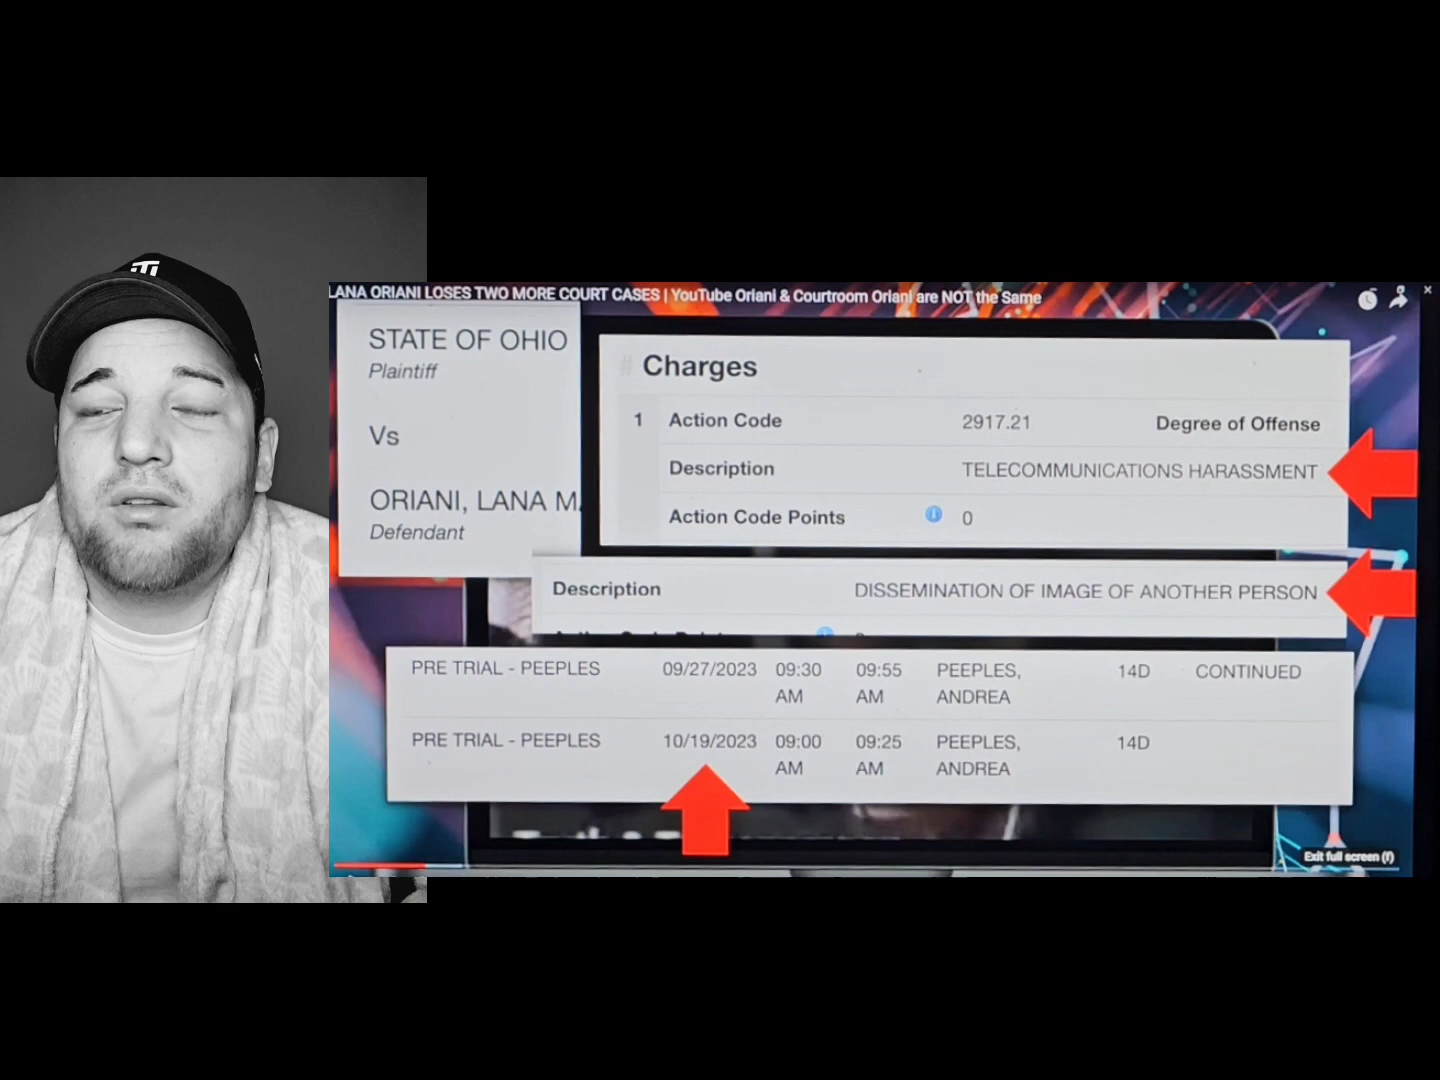 LANA ORIANI LOSES TWO MORE COURT CASES | YouTube Oriani & Courtroom Oriani are NOT the Same
STATE OF OHIO
Plaintiff
Vs
ORIANI, LANA M.
Defendant
# Charges
1 Action Code 2917.21 Degree of Offense
Description TELECOMMUNICATIONS HARASSMENT
Action Code Points 0
Description DISSEMINATION OF IMAGE OF ANOTHER PERSON
PRE TRIAL - PEEPLES 09/27/2023 09:30 09:55 PEEPLES, 14D CONTINUED
AM AM ANDREA
PRE TRIAL - PEEPLES 10/19/2023 09:00 09:25 PEEPLES, 14D
AM AM ANDREA
Exit full screen (f)